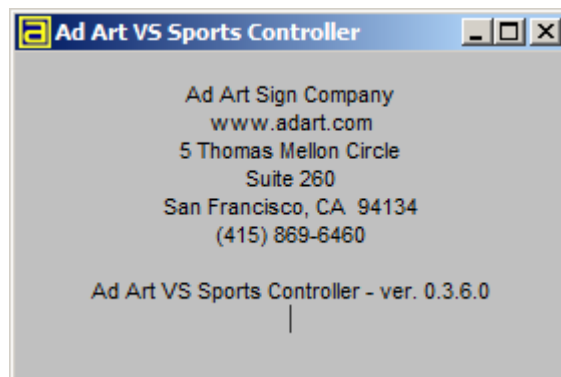 Ad Art VS Sports Controller
Ad Art Sign Company
www.adart.com
5 Thomas Mellon Circle
Suite 260
San Francisco, CA  94134
(415) 869-6460
Ad Art VS Sports Controller - ver. 0.3.6.0